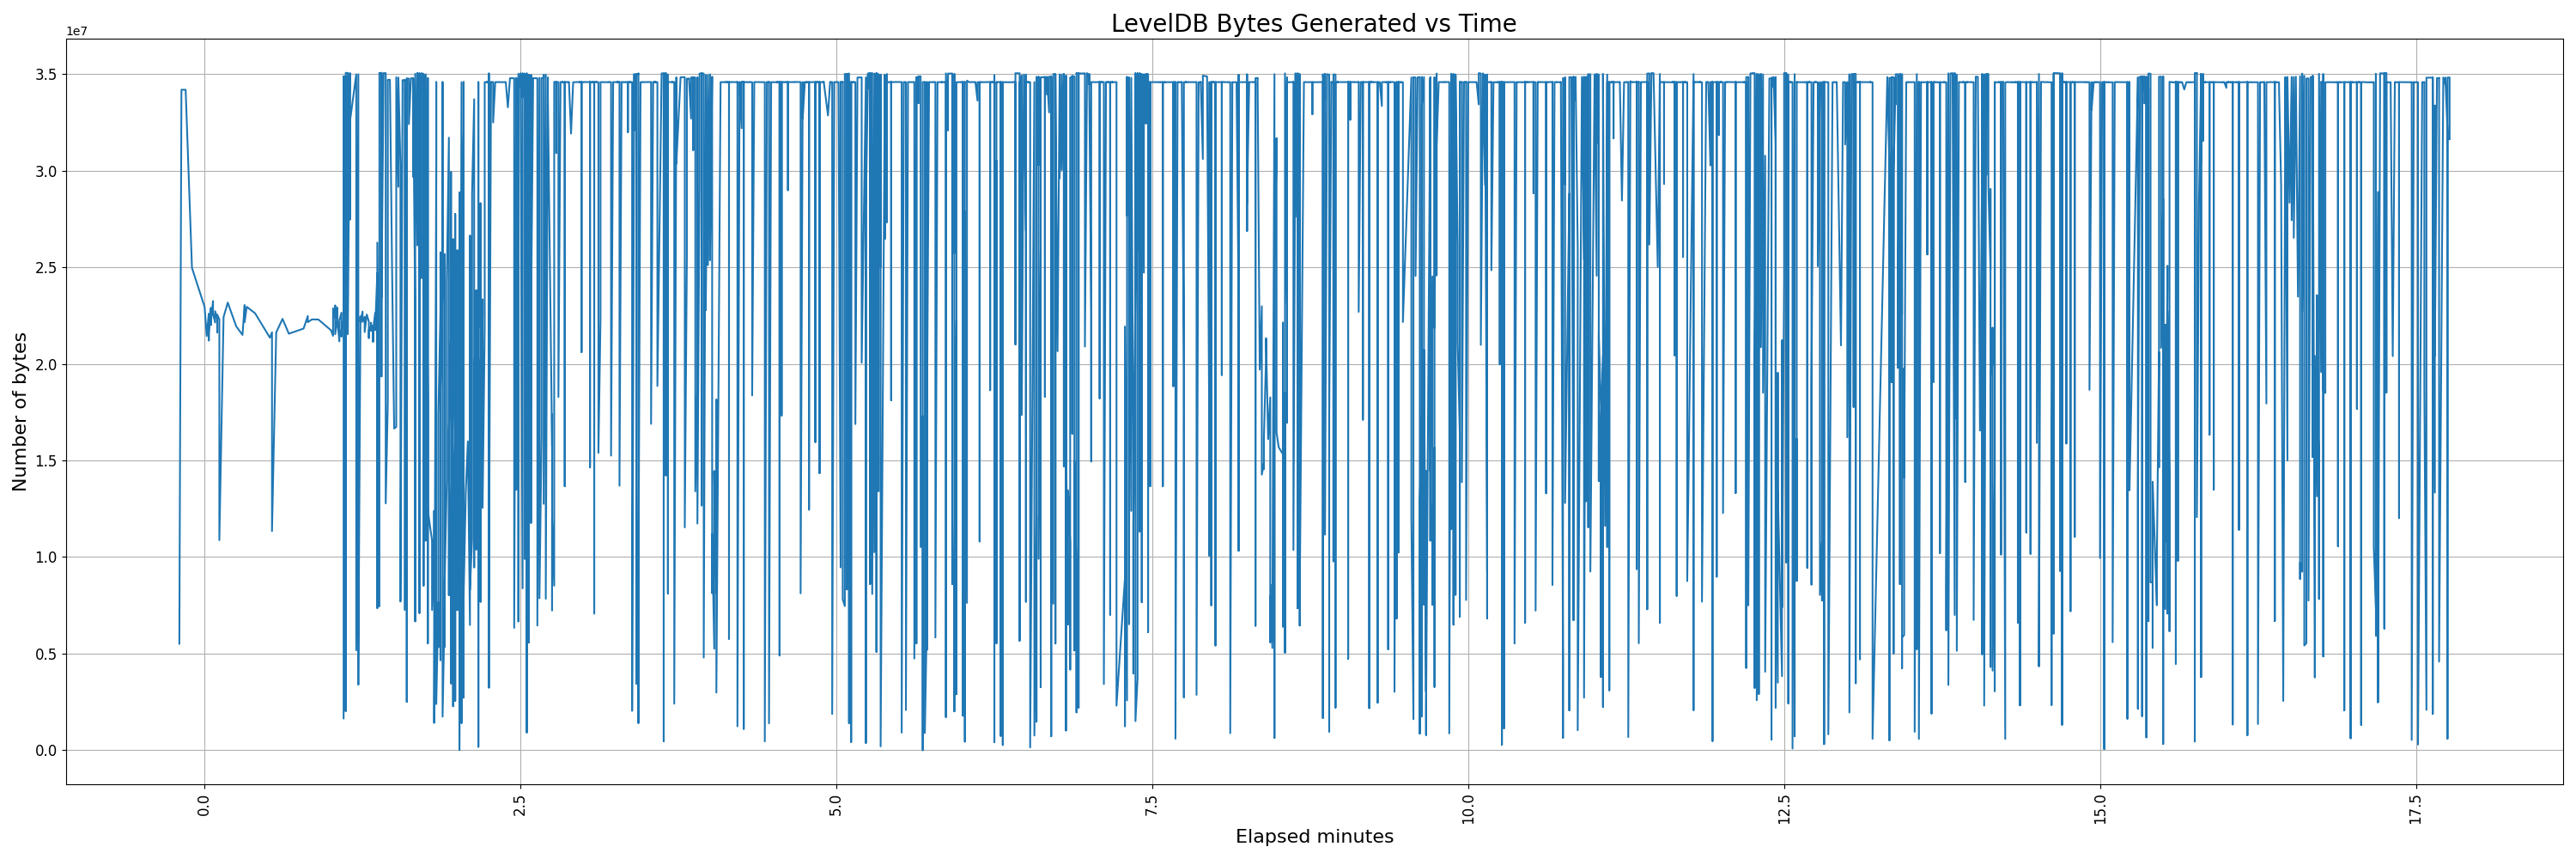 LevelDB Bytes Generated vs Time
1e7
3.5
3.0
2.5
2.0
1.5
1.0
0.5
0.0
Number of bytes
0.0 2.5 5.0 7.5 10.0 12.5 15.0 17.5
Elapsed minutes